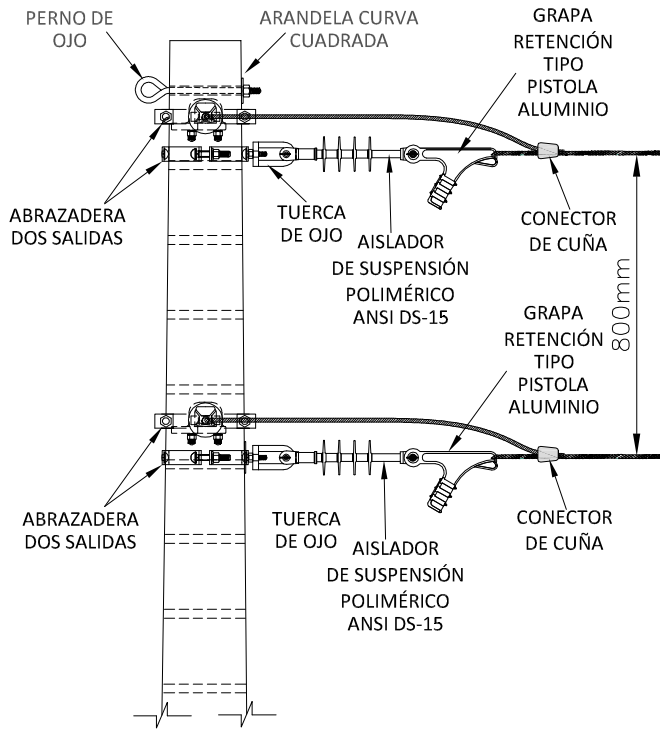 PERNO DE
OJO
ARANDELA CURVA
CUADRADA
GRAPA
RETENCIÓN
TIPO
PISTOLA
ALUMINIO
ABRAZADERA
DOS SALIDAS
TUERCA
DE OJO
AISLADOR
DE SUSPENSIÓN
POLIMÉRICO
ANSI DS-15
CONECTOR
DE CUÑA
800mm
GRAPA
RETENCIÓN
TIPO
PISTOLA
ALUMINIO
ABRAZADERA
DOS SALIDAS
TUERCA
DE OJO
AISLADOR
DE SUSPENSIÓN
POLIMÉRICO
ANSI DS-15
CONECTOR
DE CUÑA